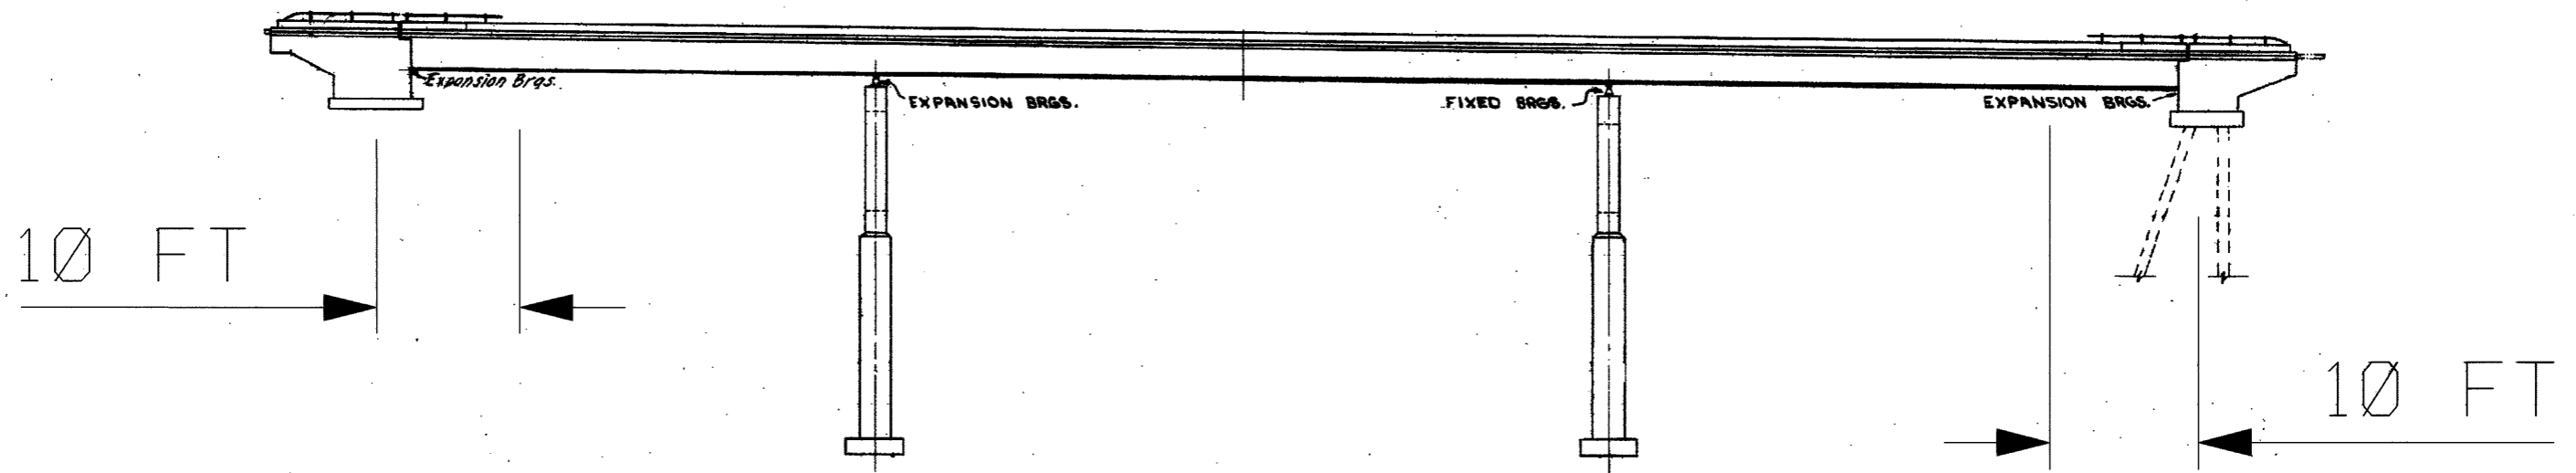 Expansion Brgs.
EXPANSION BRGS.
FIXED BRGS.
EXPANSION BRGS.
10 FT
10 FT